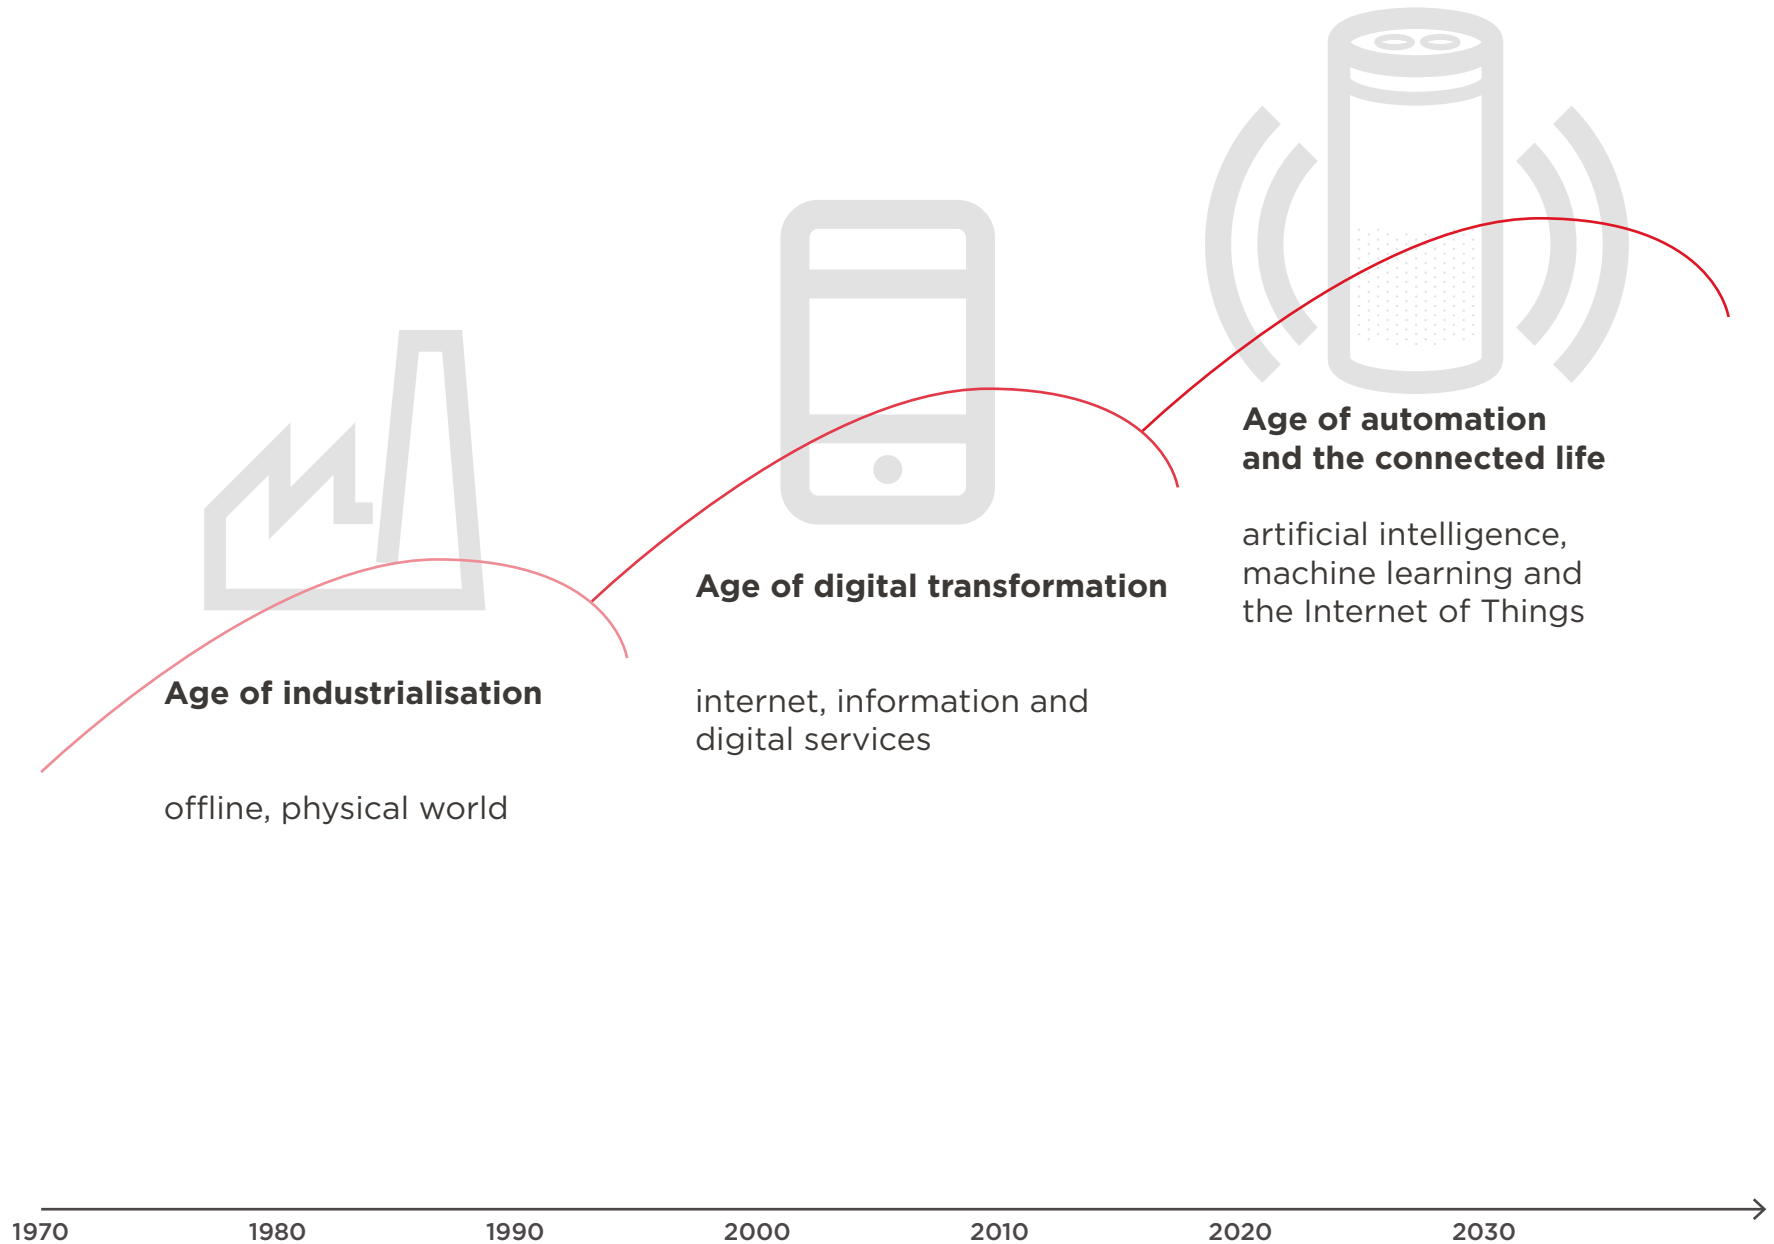 Age of industrialisation
offline, physical world
Age of digital transformation
internet, information and
digital services
Age of automation
and the connected life
artificial intelligence,
machine learning and
the Internet of Things
1970 1980 1990 2000 2010 2020 2030